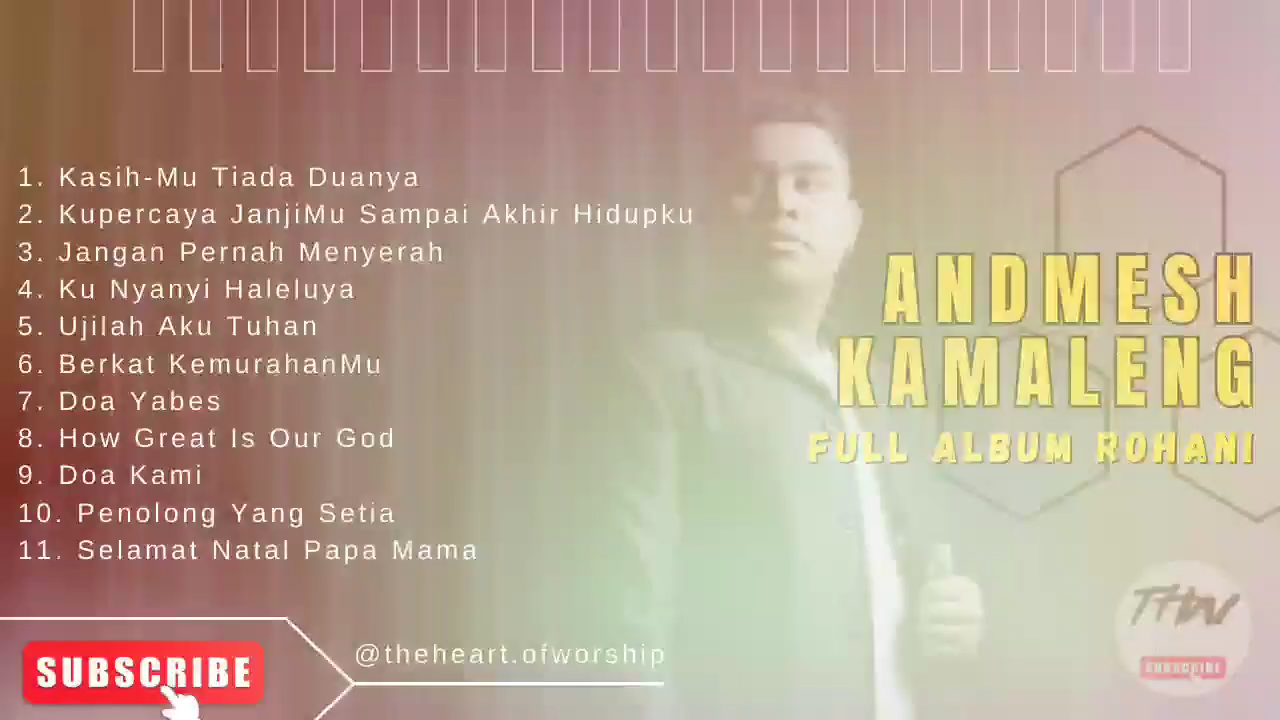 1. Kasih-Mu Tiada Duanya
2. Kupercaya JanjiMu Sampai Akhir Hidupku
3. Jangan Pernah Menyerah
4. Ku Nyanyi Haleluya
5. Ujilah Aku Tuhan
6. Berkat KemurahanMu
7. Doa Yabes
8. How Great Is Our God
9. Doa Kami
10. Penolong Yang Setia
11. Selamat Natal Papa Mama
ANDMESH
KAMALENG
FULL ALBUM ROHANI
SUBSCRIBE
@theheart.ofworship
THOW
SUBSCRIBE